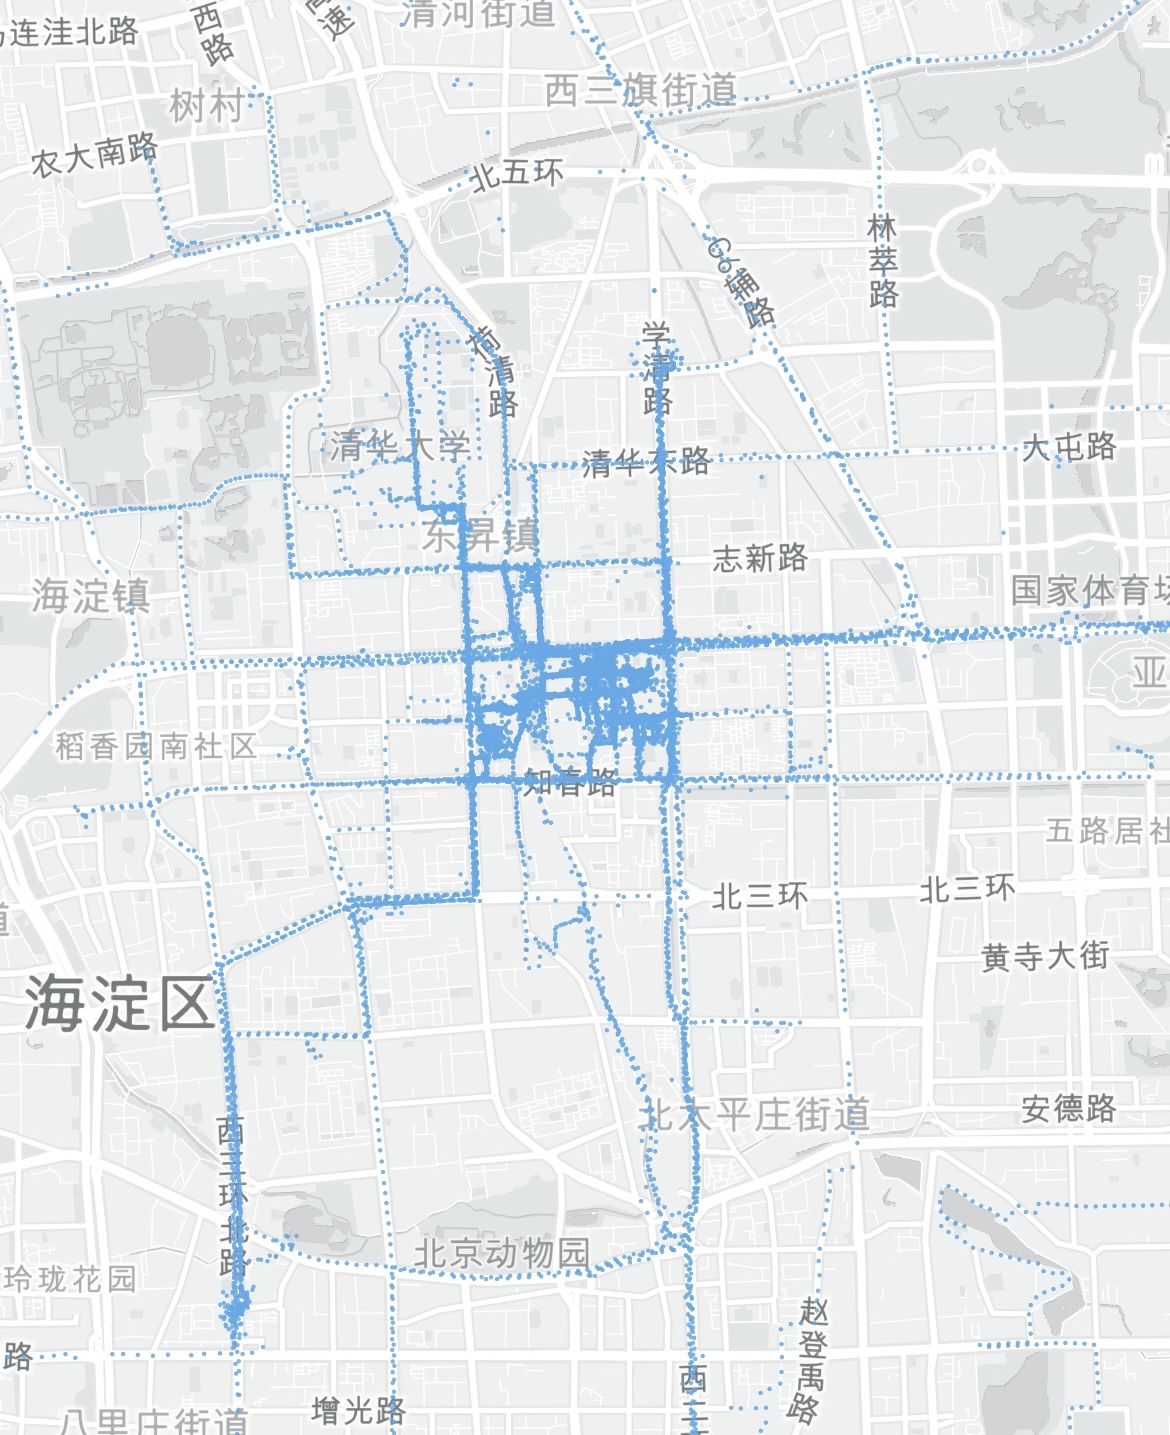 连洼北路
西路
高速
清河街道
西三旗街道
树村
农大南路
北五环
林萃路
G6辅路
荷清路
学清路
清华大学
清华东路
大屯路
东昇镇
志新路
海淀镇
国家体育场
亚
稻香园南社区
知春路
五路居社
道
北三环
北三环
黄寺大街
海淀区
安德路
北太平庄街道
西三环北路
北京动物园
玲珑花园
赵登禹路
路
西二
增光路
八里庄街道